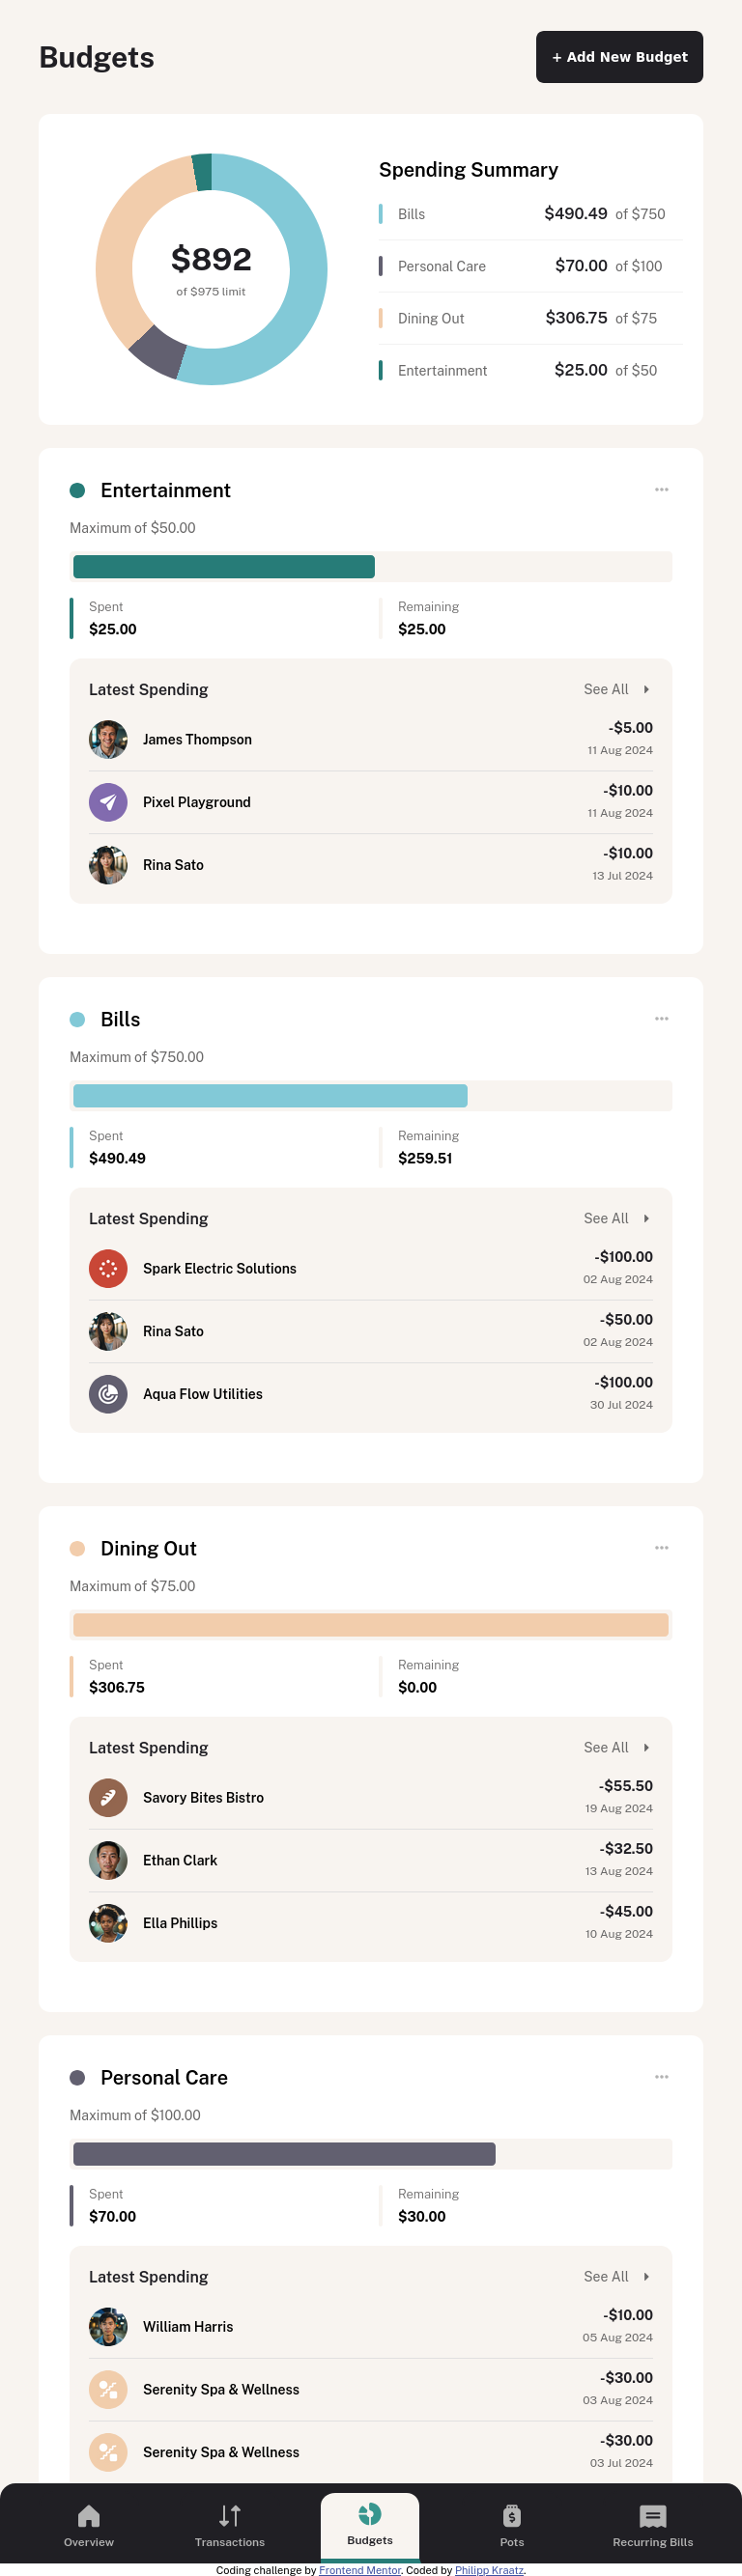 Budgets
+ Add New Budget
$892
of $975 limit
Spending Summary
Bills $490.49 of $750
Personal Care $70.00 of $100
Dining Out $306.75 of $75
Entertainment $25.00 of $50
Entertainment
Maximum of $50.00
Spent Remaining
$25.00 $25.00
Latest Spending See All
James Thompson -$5.00
11 Aug 2024
Pixel Playground -$10.00
11 Aug 2024
Rina Sato -$10.00
13 Jul 2024
Bills
Maximum of $750.00
Spent Remaining
$490.49 $259.51
Latest Spending See All
Spark Electric Solutions -$100.00
02 Aug 2024
Rina Sato -$50.00
02 Aug 2024
Aqua Flow Utilities -$100.00
30 Jul 2024
Dining Out
Maximum of $75.00
Spent Remaining
$306.75 $0.00
Latest Spending See All
Savory Bites Bistro -$55.50
19 Aug 2024
Ethan Clark -$32.50
13 Aug 2024
Ella Phillips -$45.00
10 Aug 2024
Personal Care
Maximum of $100.00
Spent Remaining
$70.00 $30.00
Latest Spending See All
William Harris -$10.00
05 Aug 2024
Serenity Spa & Wellness -$30.00
03 Aug 2024
Serenity Spa & Wellness -$30.00
03 Jul 2024
Overview Transactions Budgets Pots Recurring Bills
Coding challenge by Frontend Mentor. Coded by Philipp Kraatz.